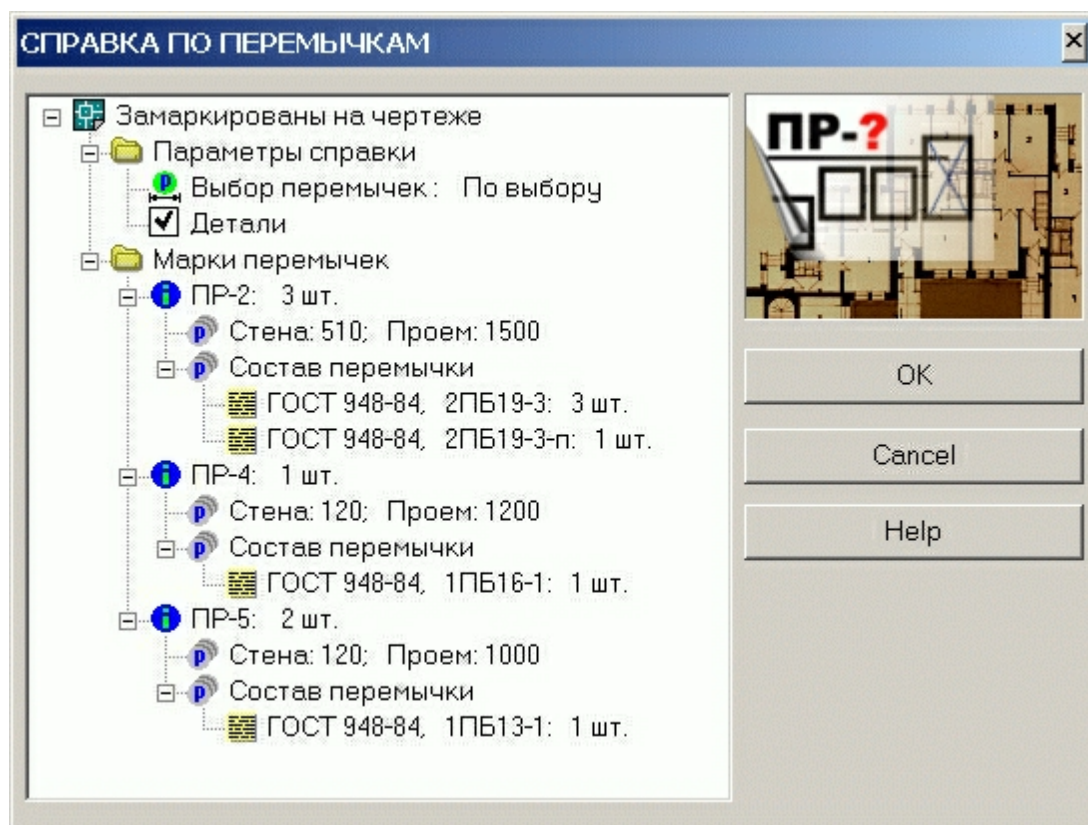 СПРАВКА ПО ПЕРЕМЫЧКАМ
Замаркированы на чертеже
Параметры справки
Выбор перемычек : По выбору
Детали
Марки перемычек
ПР-2: 3 шт.
Стена: 510; Проем: 1500
Состав перемычки
ГОСТ 948-84, 2ПБ19-3: 3 шт.
ГОСТ 948-84, 2ПБ19-3-п: 1 шт.
ПР-4: 1 шт.
Стена: 120; Проем: 1200
Состав перемычки
ГОСТ 948-84, 1ПБ16-1: 1 шт.
ПР-5: 2 шт.
Стена: 120; Проем: 1000
Состав перемычки
ГОСТ 948-84, 1ПБ13-1: 1 шт.
ПР-?
OK
Cancel
Help